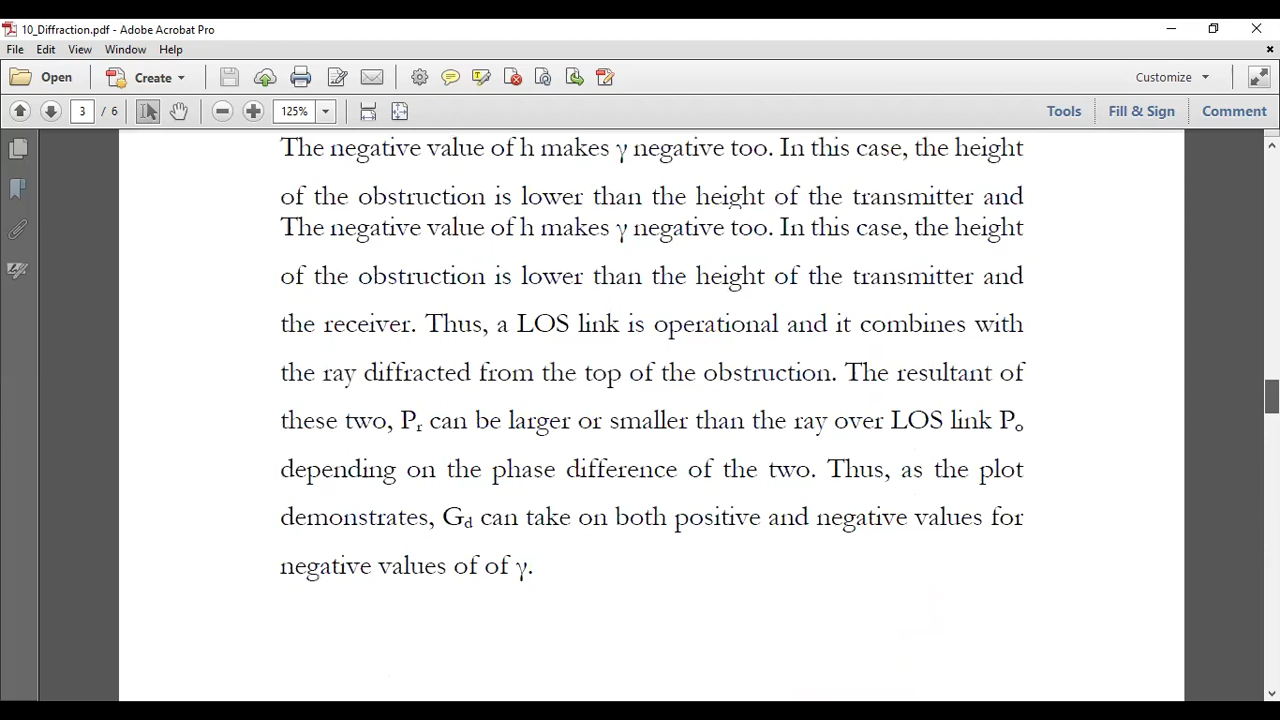 10_Diffraction.pdf - Adobe Acrobat Pro
File Edit View Window Help
Open Create Customize
3 / 6 125% Tools Fill & Sign Comment
The negative value of h makes γ negative too. In this case, the height
of the obstruction is lower than the height of the transmitter and
The negative value of h makes γ negative too. In this case, the height
of the obstruction is lower than the height of the transmitter and
the receiver. Thus, a LOS link is operational and it combines with
the ray diffracted from the top of the obstruction. The resultant of
these two, Pᵣ can be larger or smaller than the ray over LOS link Pₒ
depending on the phase difference of the two. Thus, as the plot
demonstrates, Gd can take on both positive and negative values for
negative values of of γ.